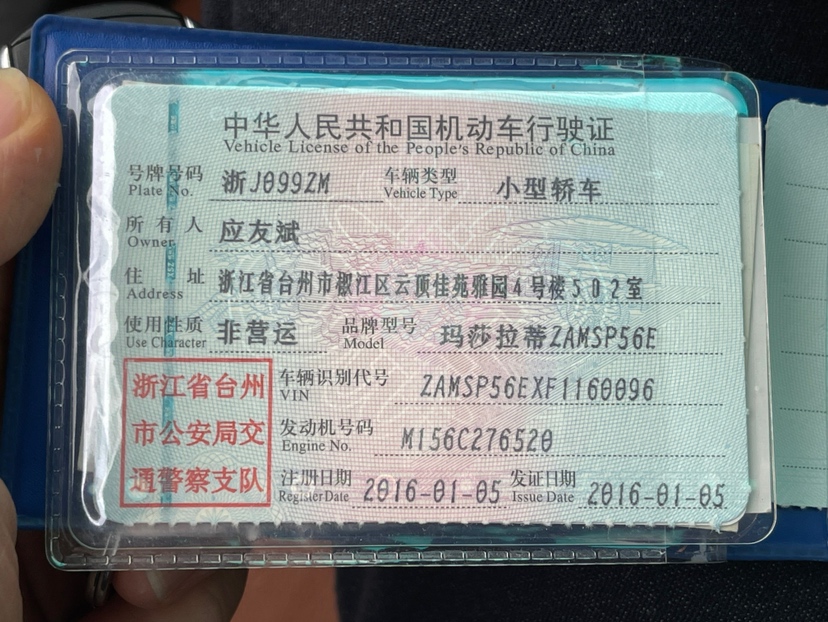 中华人民共和国机动车行驶证
Vehicle License of the People's Republic of China
号牌号码 浙J099ZM 车辆类型 小型轿车
Plate No. Vehicle Type
所有人 应友斌
Owner
住址 浙江省台州市椒江区云顶佳苑雅园4号楼502室
Address
使用性质 非营运 品牌型号 玛莎拉蒂ZAMSP56E
Use Character Model
浙江省台州
市公安局交
通警察支队
车辆识别代号 ZAMSP56EXF1160096
VIN
发动机号码 M156C276520
Engine No.
注册日期 2016-01-05 发证日期 2016-01-05
Register Date Issue Date